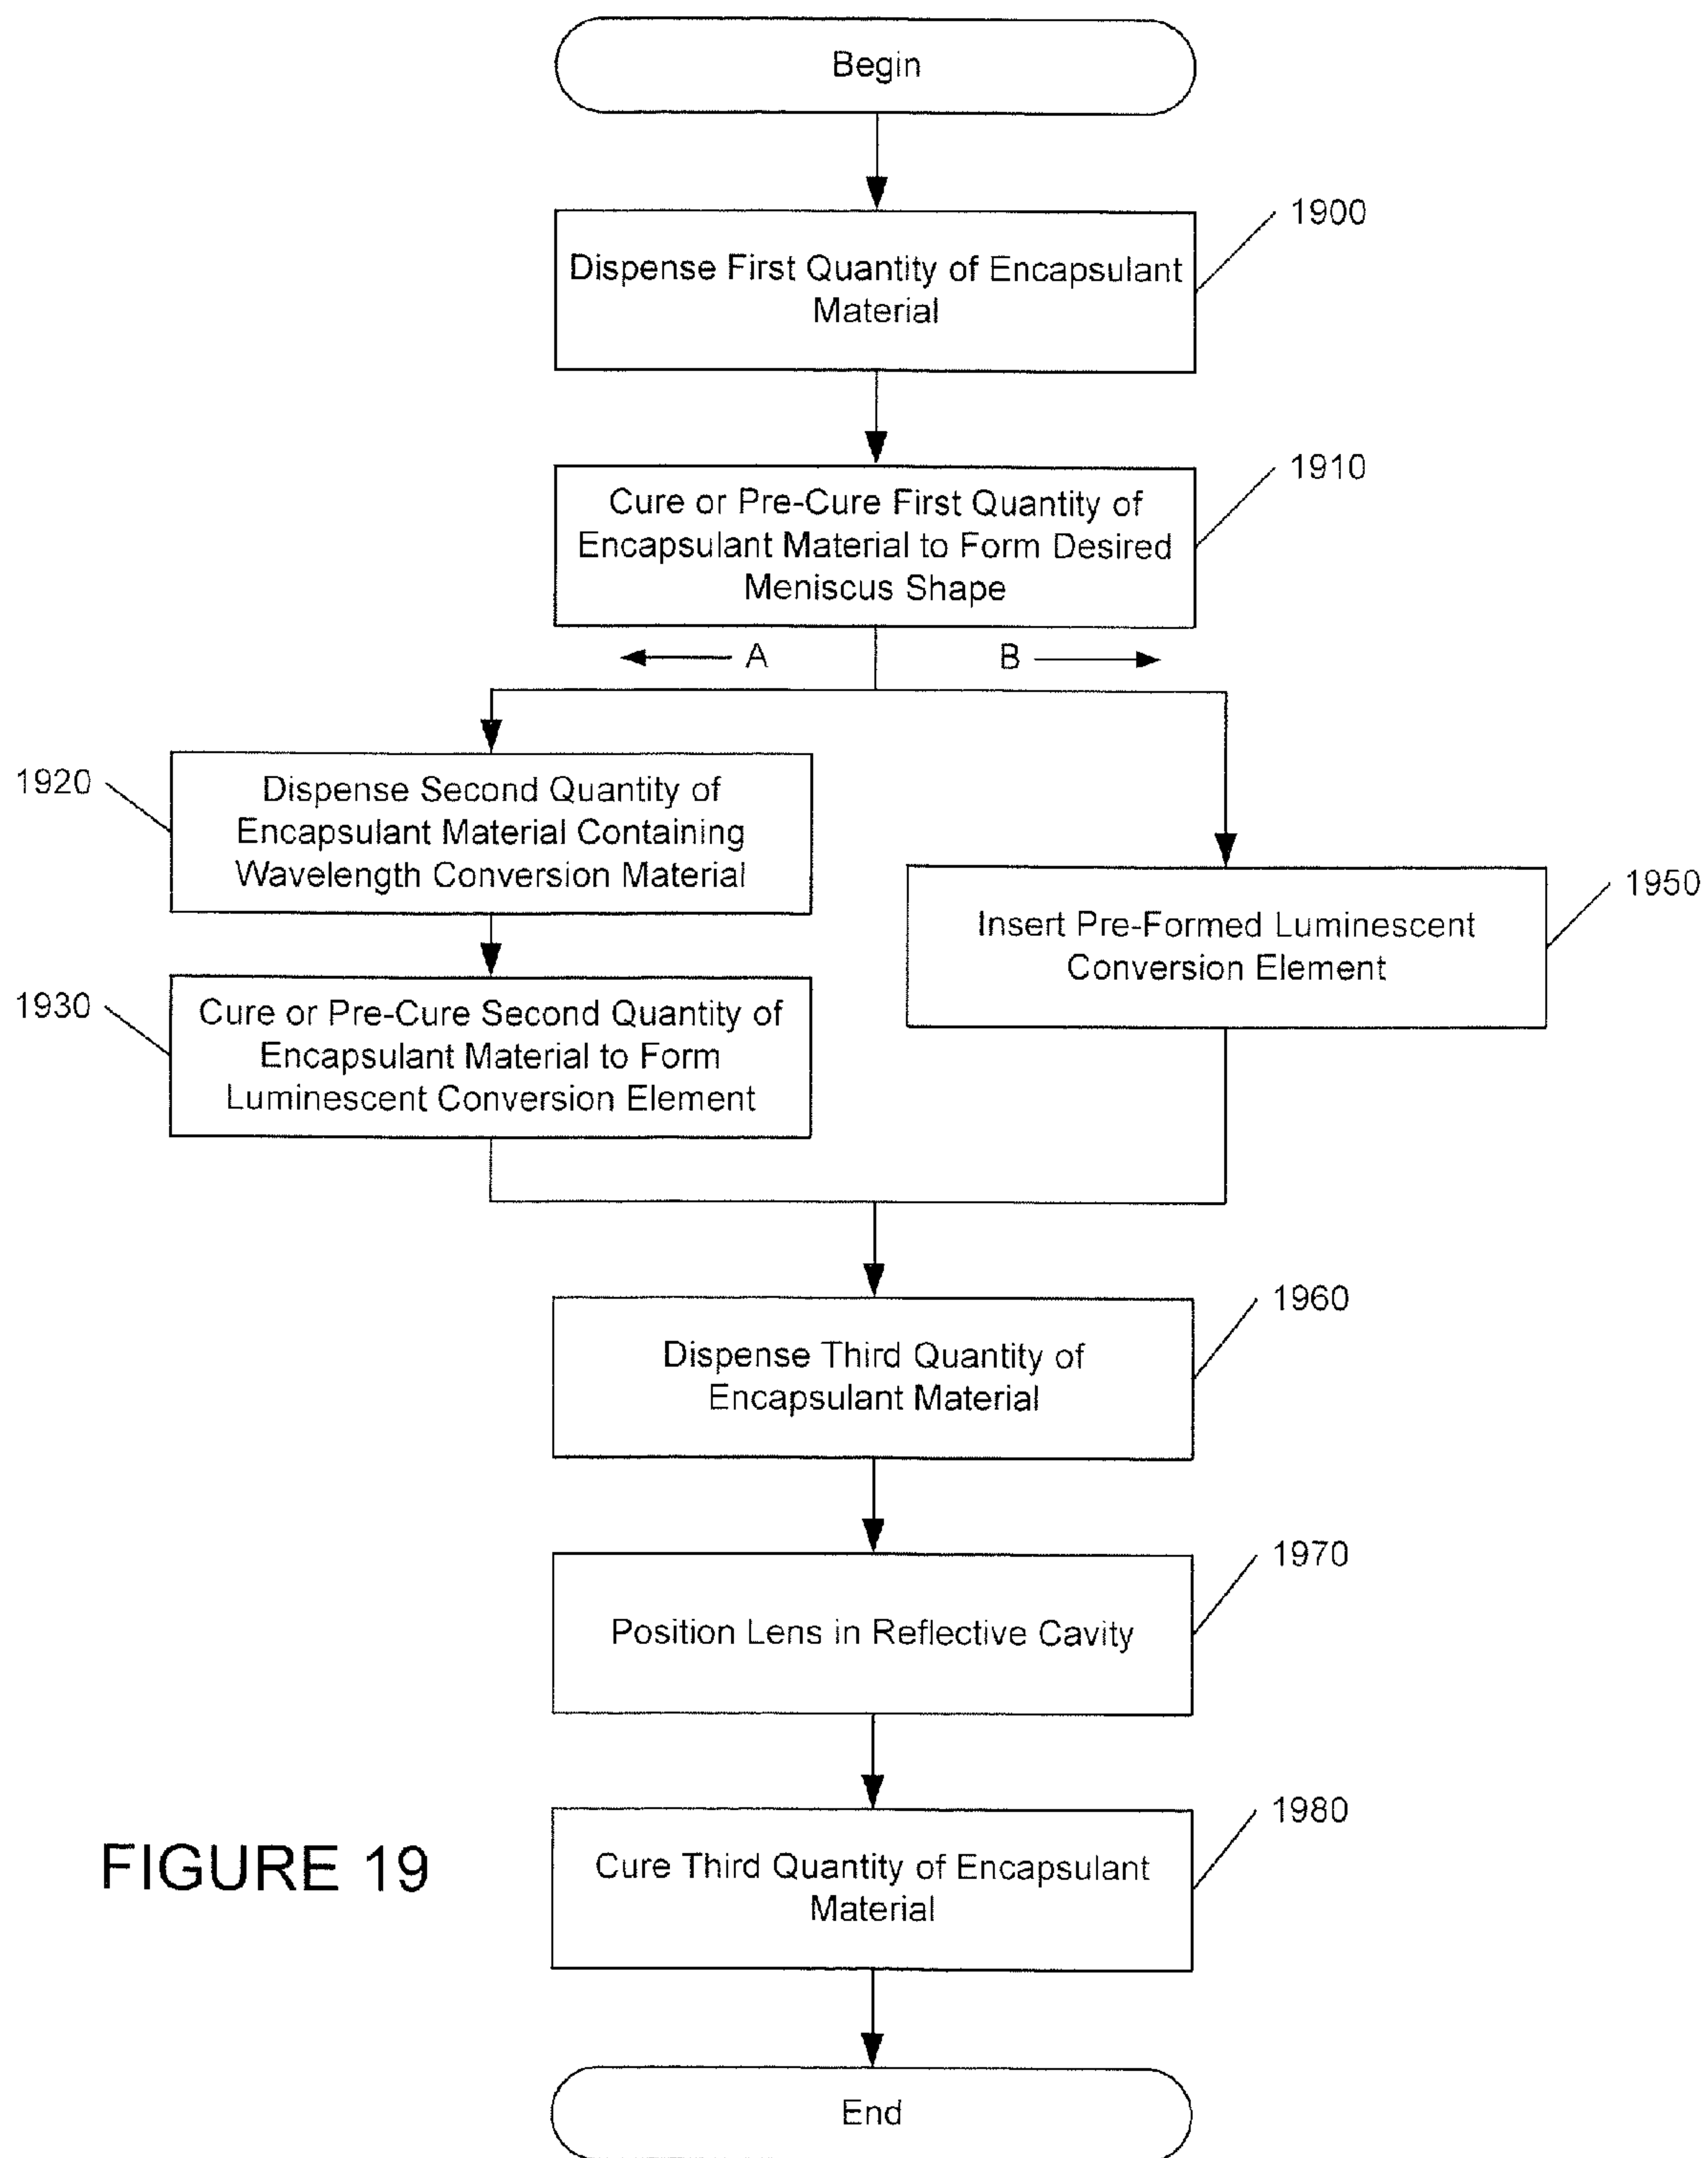 Begin
1900
Dispense First Quantity of Encapsulant
Material
1910
Cure or Pre-Cure First Quantity of
Encapsulant Material to Form Desired
Meniscus Shape
A
B
1920
Dispense Second Quantity of
Encapsulant Material Containing
Wavelength Conversion Material
1950
Insert Pre-Formed Luminescent
Conversion Element
1930
Cure or Pre-Cure Second Quantity of
Encapsulant Material to Form
Luminescent Conversion Element
1960
Dispense Third Quantity of
Encapsulant Material
1970
Position Lens in Reflective Cavity
1980
Cure Third Quantity of Encapsulant
Material
FIGURE 19
End